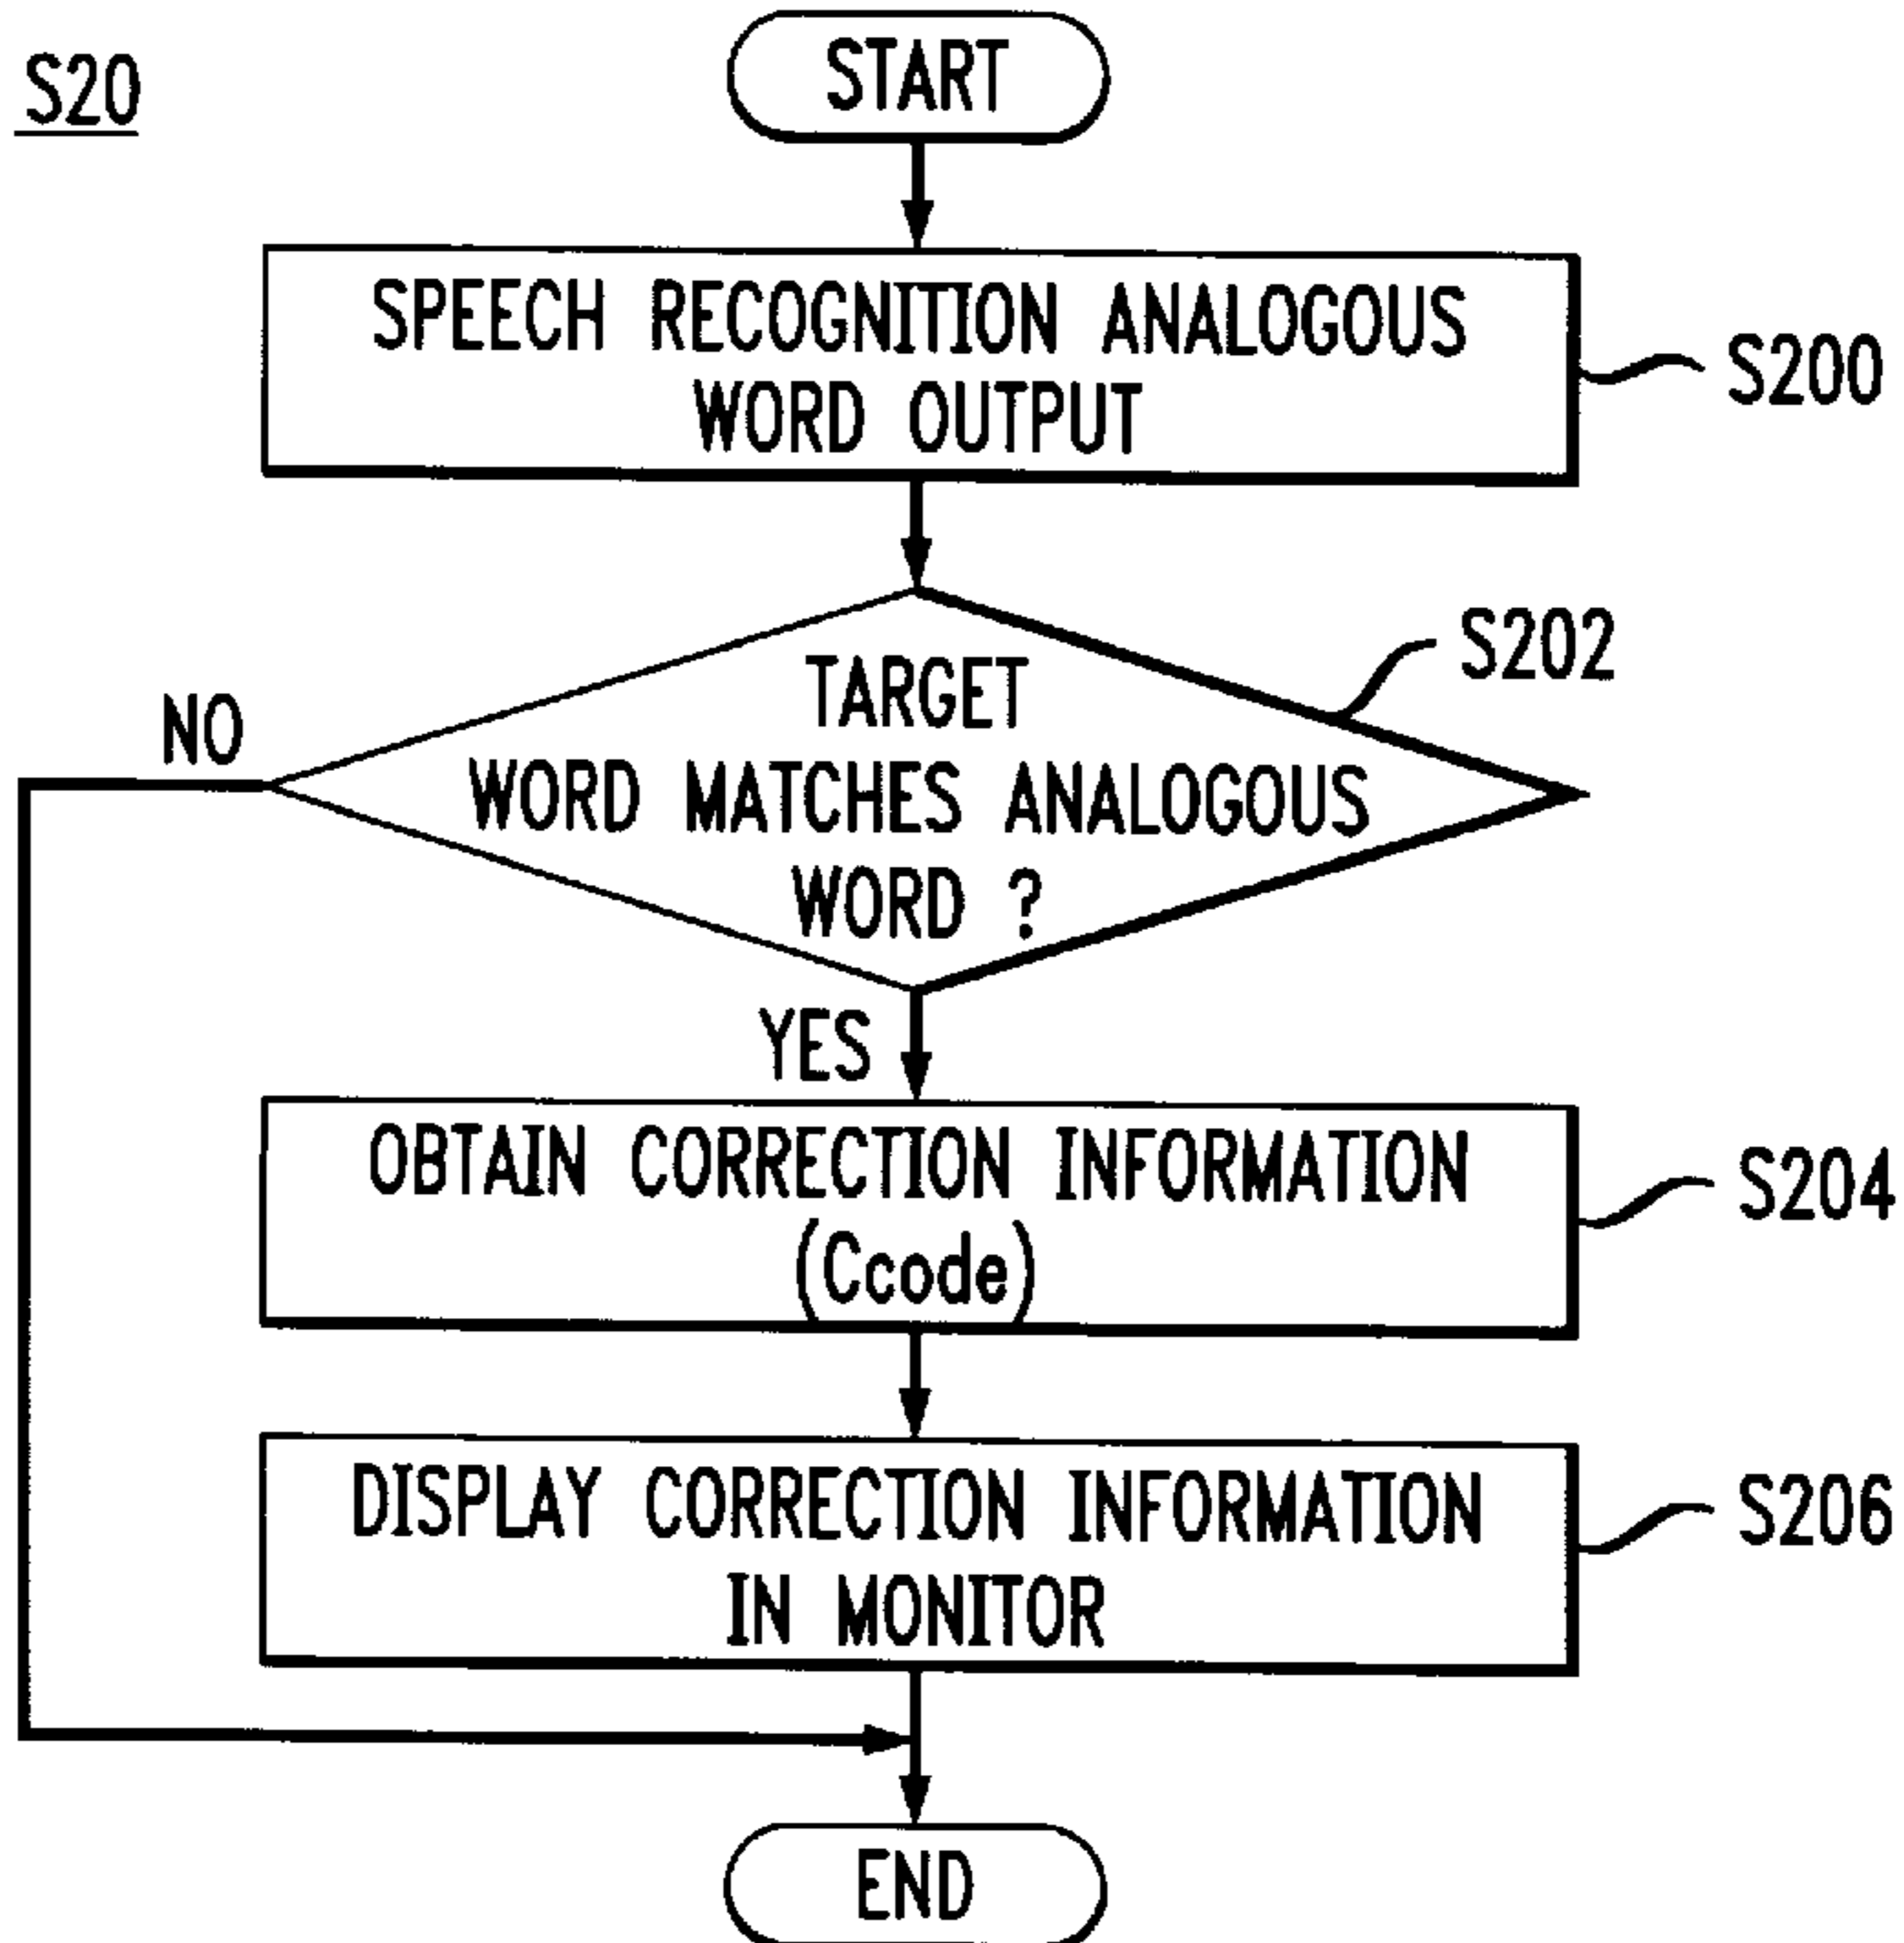 S20
START
SPEECH RECOGNITION ANALOGOUS
WORD OUTPUT
S200
S202
TARGET
WORD MATCHES ANALOGOUS
WORD ?
NO
YES
OBTAIN CORRECTION INFORMATION
(Ccode)
S204
DISPLAY CORRECTION INFORMATION
IN MONITOR
S206
END